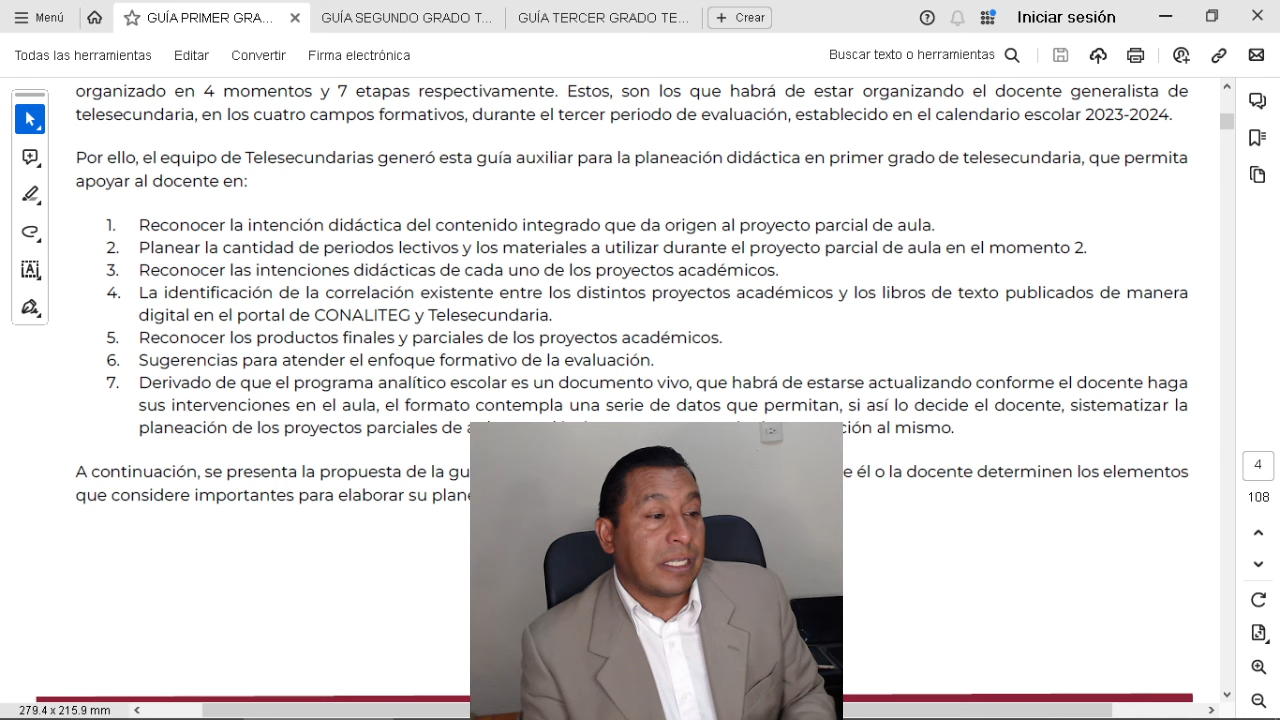 Menú
GUÍA PRIMER GRA...
GUÍA SEGUNDO GRADO T...
GUÍA TERCER GRADO TE...
Crear
Iniciar sesión
Todas las herramientas
Editar
Convertir
Firma electrónica
Buscar texto o herramientas
organizado en 4 momentos y 7 etapas respectivamente. Estos, son los que habrá de estar organizando el docente generalista de
telesecundaria, en los cuatro campos formativos, durante el tercer periodo de evaluación, establecido en el calendario escolar 2023-2024.
Por ello, el equipo de Telesecundarias generó esta guía auxiliar para la planeación didáctica en primer grado de telesecundaria, que permita
apoyar al docente en:
1. Reconocer la intención didáctica del contenido integrado que da origen al proyecto parcial de aula.
2. Planear la cantidad de periodos lectivos y los materiales a utilizar durante el proyecto parcial de aula en el momento 2.
3. Reconocer las intenciones didácticas de cada uno de los proyectos académicos.
4. La identificación de la correlación existente entre los distintos proyectos académicos y los libros de texto publicados de manera
digital en el portal de CONALITEG y Telesecundaria.
5. Reconocer los productos finales y parciales de los proyectos académicos.
6. Sugerencias para atender el enfoque formativo de la evaluación.
7. Derivado de que el programa analítico escolar es un documento vivo, que habrá de estarse actualizando conforme el docente haga
sus intervenciones en el aula, el formato contempla una serie de datos que permitan, si así lo decide el docente, sistematizar la
planeación de los proyectos parciales de al mismo.
A continuación, se presenta la propuesta de la él o la docente determinen los elementos
que considere importantes para elaborar su
4
108
279.4 x 215.9 mm